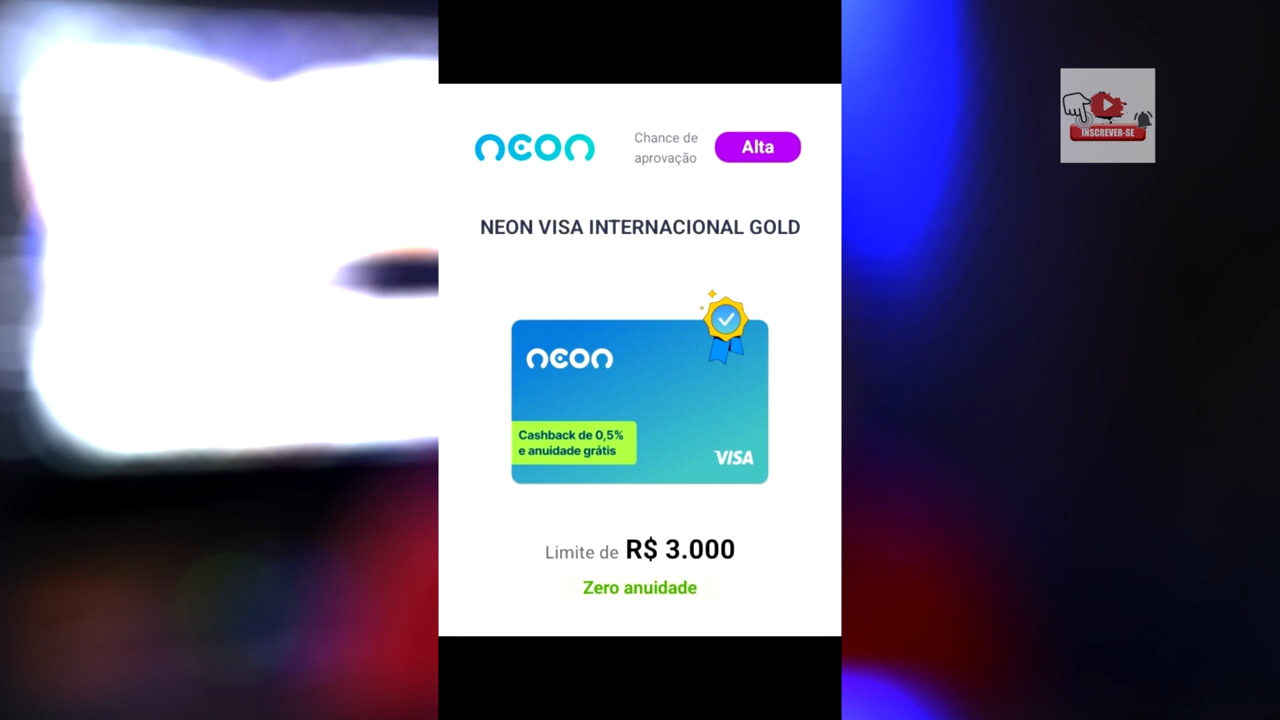 neon
Chance de
aprovação
Alta
NEON VISA INTERNACIONAL GOLD
neon
Cashback de 0,5%
e anuidade grátis
VISA
Limite de R$ 3.000
Zero anuidade
INSCREVER-SE